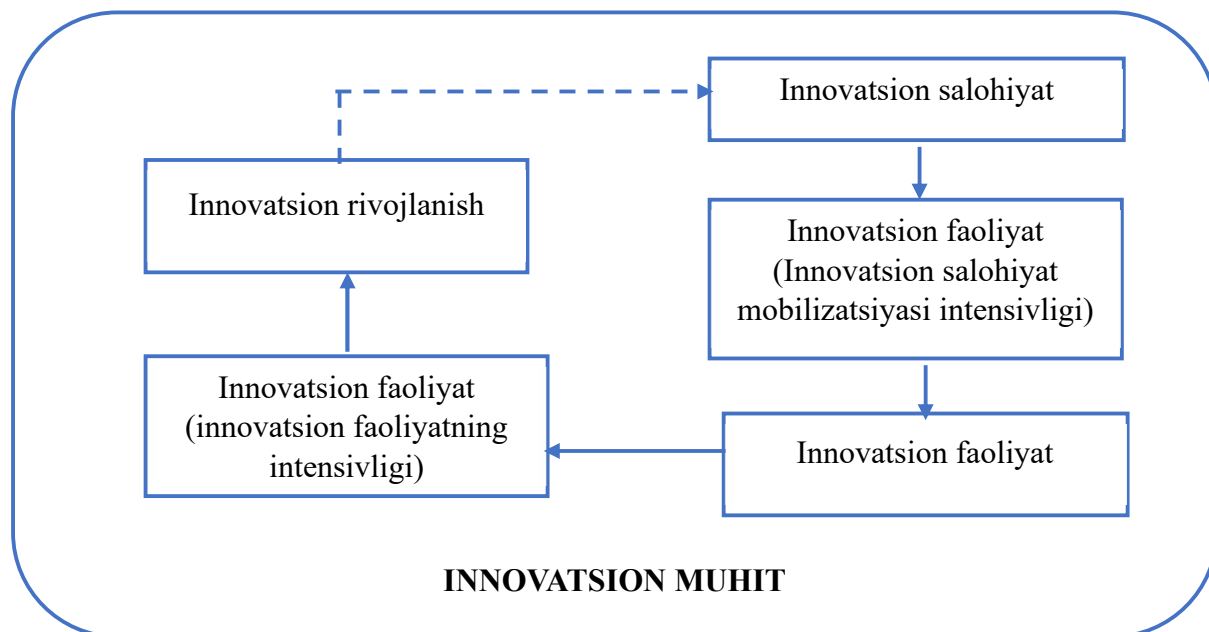 Innovatsion salohiyat
Innovatsion rivojlanish
Innovatsion faoliyat
(Innovatsion salohiyat
mobilizatsiyasi intensivligi)
Innovatsion faoliyat
(innovatsion faoliyatning
intensivligi)
Innovatsion faoliyat
INNOVATSION MUHIT